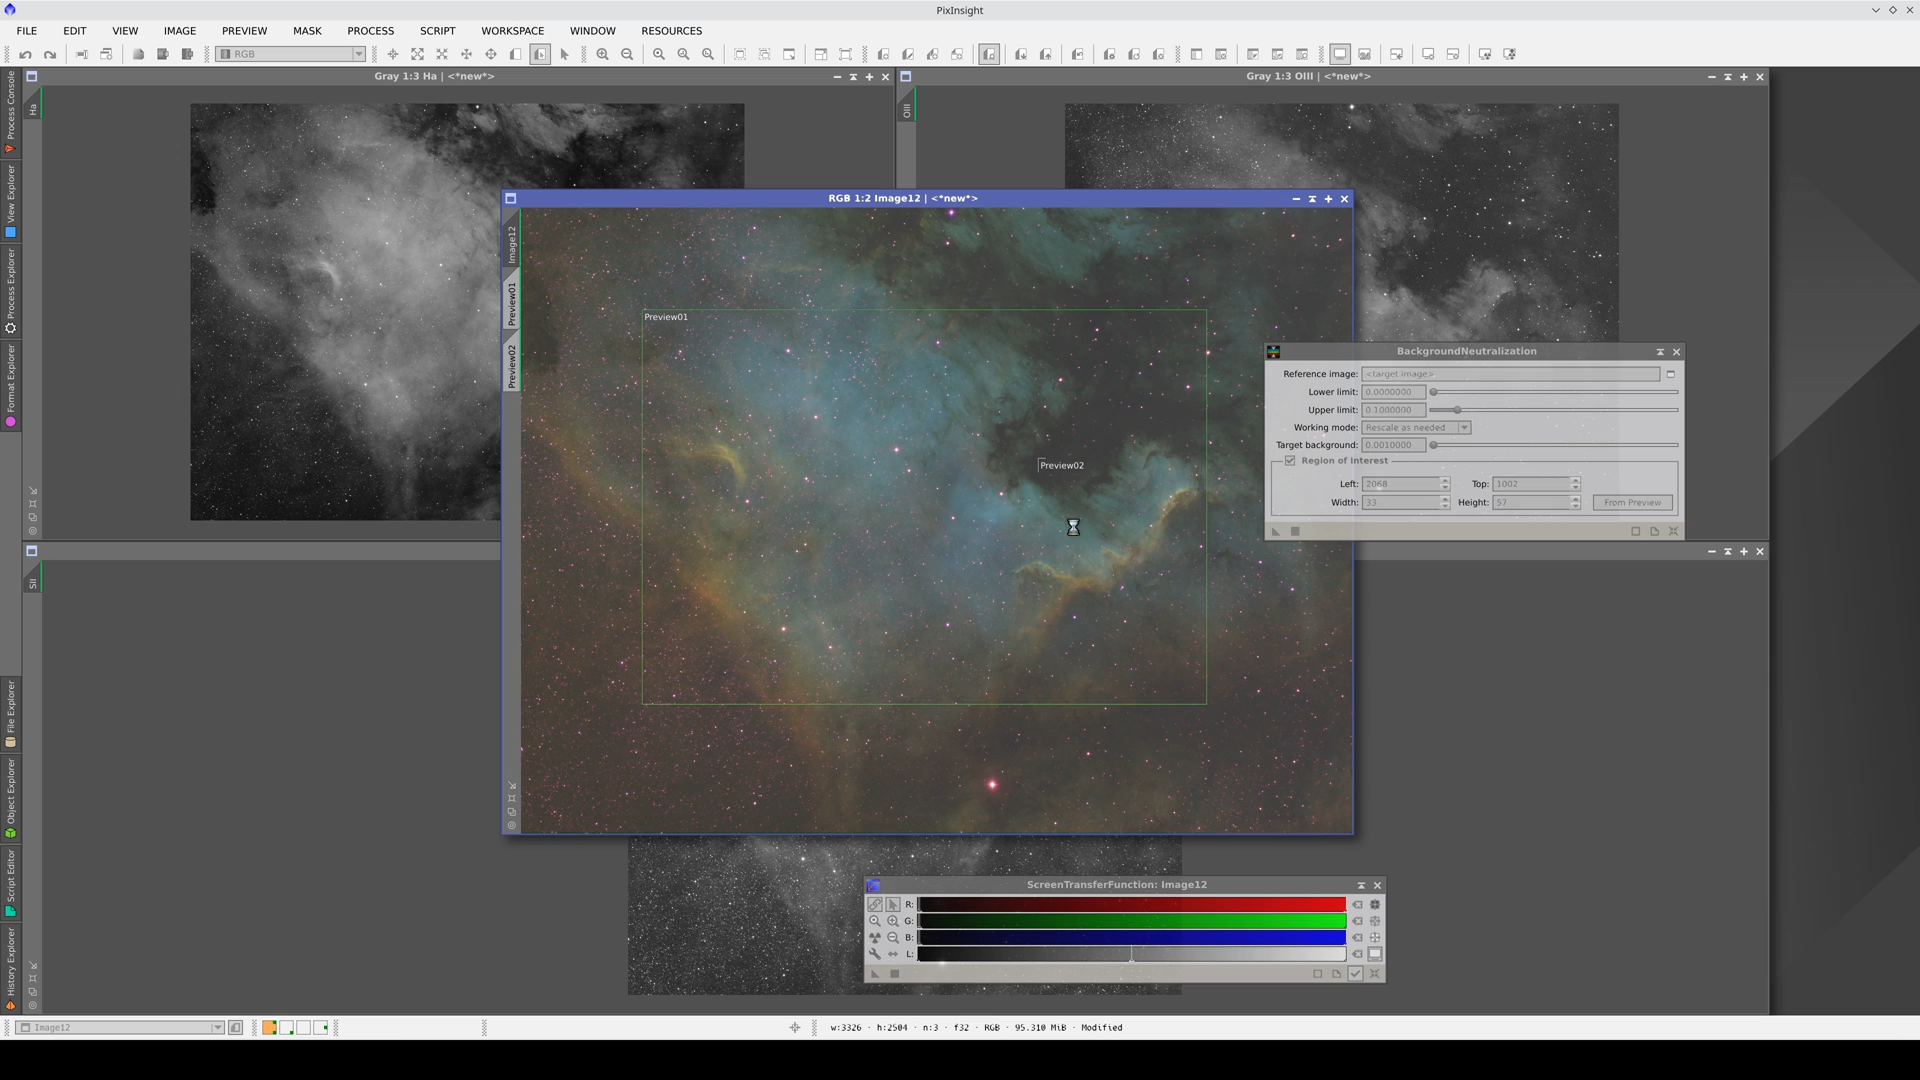 PixInsight
FILE EDIT VIEW IMAGE PREVIEW MASK PROCESS SCRIPT WORKSPACE WINDOW RESOURCES
RGB
Gray 1:3 Ha | <*new*>
Gray 1:3 OIII | <*new*>
Process Console
View Explorer
Process Explorer
Format Explorer
File Explorer
Object Explorer
Script Editor
History Explorer
Ha
OIII
SII
RGB 1:2 Image12 | <*new*>
Image12
Preview01
Preview02
Preview01
Preview02
BackgroundNeutralization
Reference image: <target image>
Lower limit: 0.0000000
Upper limit: 0.1000000
Working mode: Rescale as needed
Target background: 0.0010000
Region of Interest
Left: 2068 Top: 1002
Width: 33 Height: 57 From Preview
ScreenTransferFunction: Image12
R:
G:
B:
L:
Image12
w:3326 · h:2504 · n:3 · f32 · RGB · 95.310 MiB · Modified